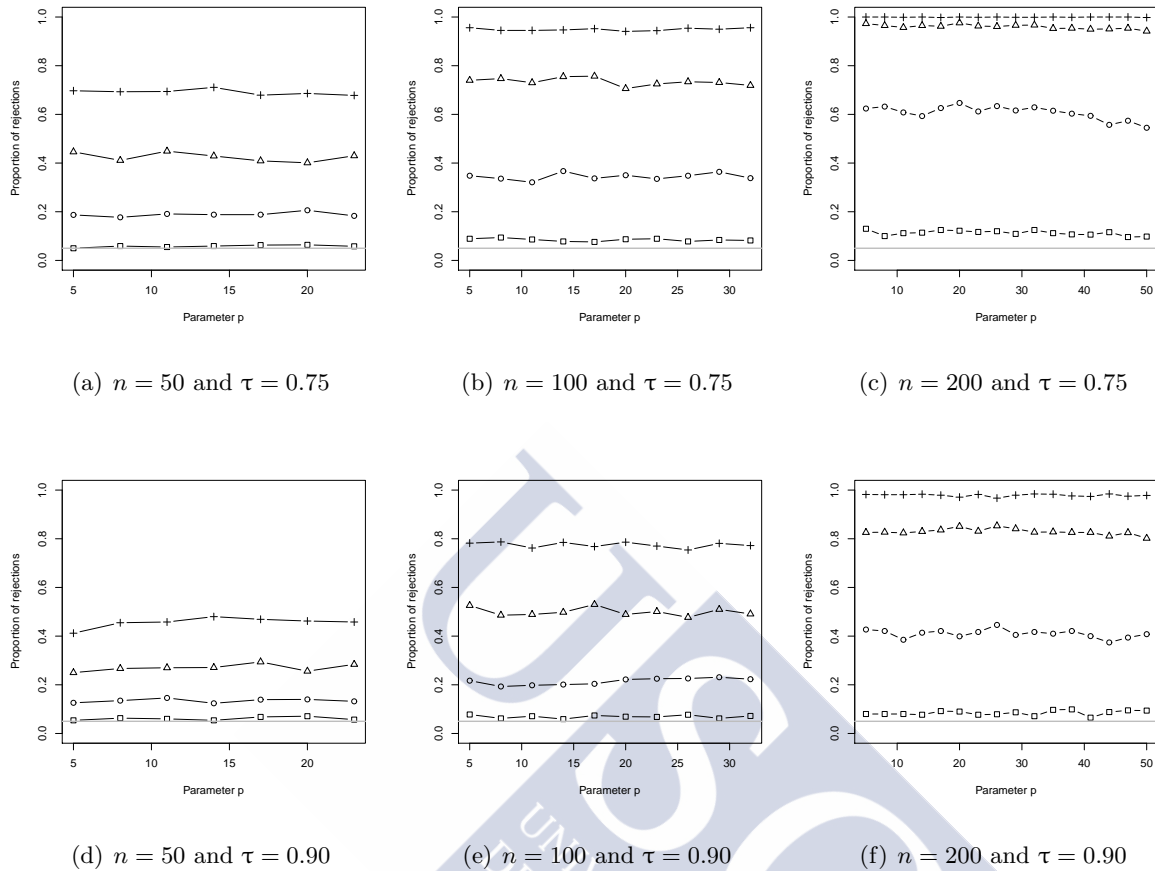 Proportion of rejections
0.0 0.2 0.4 0.6 0.8 1.0
5 10 15 20
Parameter p
(a) n = 50 and τ = 0.75
Proportion of rejections
0.0 0.2 0.4 0.6 0.8 1.0
5 10 15 20 25 30
Parameter p
(b) n = 100 and τ = 0.75
Proportion of rejections
0.0 0.2 0.4 0.6 0.8 1.0
10 20 30 40 50
Parameter p
(c) n = 200 and τ = 0.75
Proportion of rejections
0.0 0.2 0.4 0.6 0.8 1.0
5 10 15 20
Parameter p
(d) n = 50 and τ = 0.90
Proportion of rejections
0.0 0.2 0.4 0.6 0.8 1.0
5 10 15 20 25 30
Parameter p
(e) n = 100 and τ = 0.90
Proportion of rejections
0.0 0.2 0.4 0.6 0.8 1.0
10 20 30 40 50
Parameter p
(f) n = 200 and τ = 0.90
USC